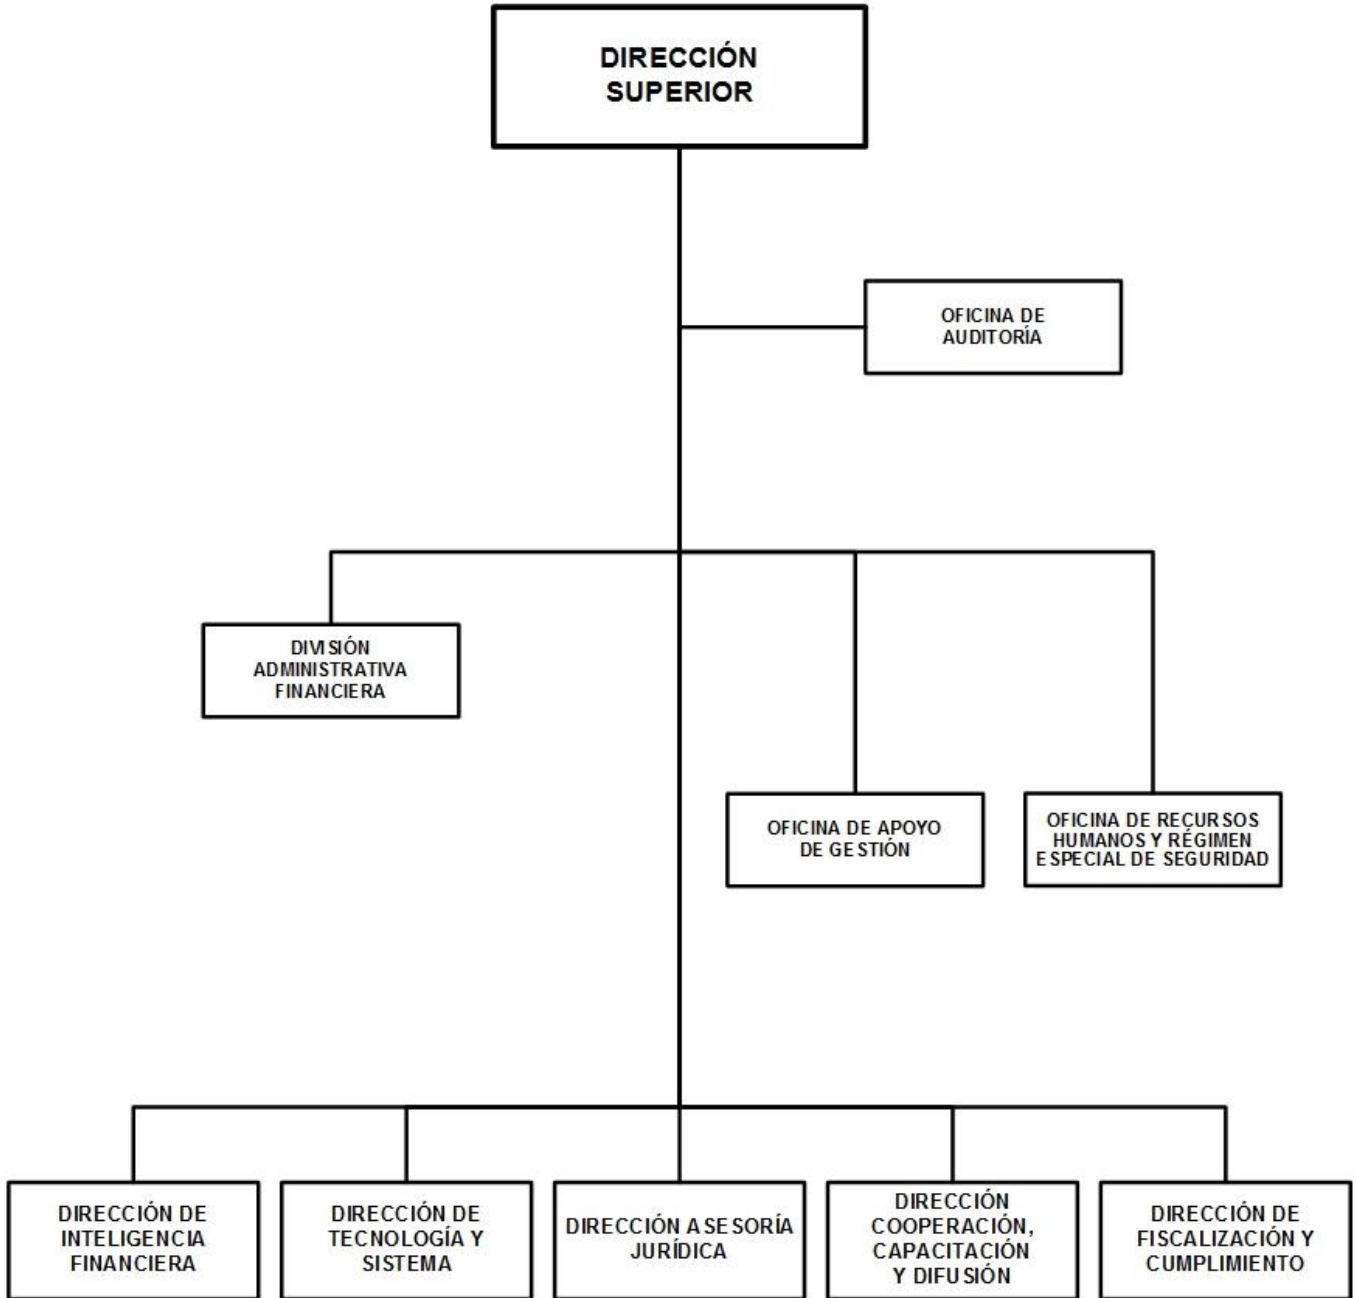 DIRECCIÓN
SUPERIOR
OFICINA DE
AUDITORÍA
DIVISIÓN
ADMINISTRATIVA
FINANCIERA
OFICINA DE APOYO
DE GESTIÓN
OFICINA DE RECURSOS
HUMANOS Y RÉGIMEN
ESPECIAL DE SEGURIDAD
DIRECCIÓN DE
INTELIGENCIA
FINANCIERA
DIRECCIÓN DE
TECNOLOGÍA Y
SISTEMA
DIRECCIÓN ASESORÍA
JURÍDICA
DIRECCIÓN
COOPERACIÓN,
CAPACITACIÓN
Y DIFUSIÓN
DIRECCIÓN DE
FISCALIZACIÓN Y
CUMPLIMIENTO